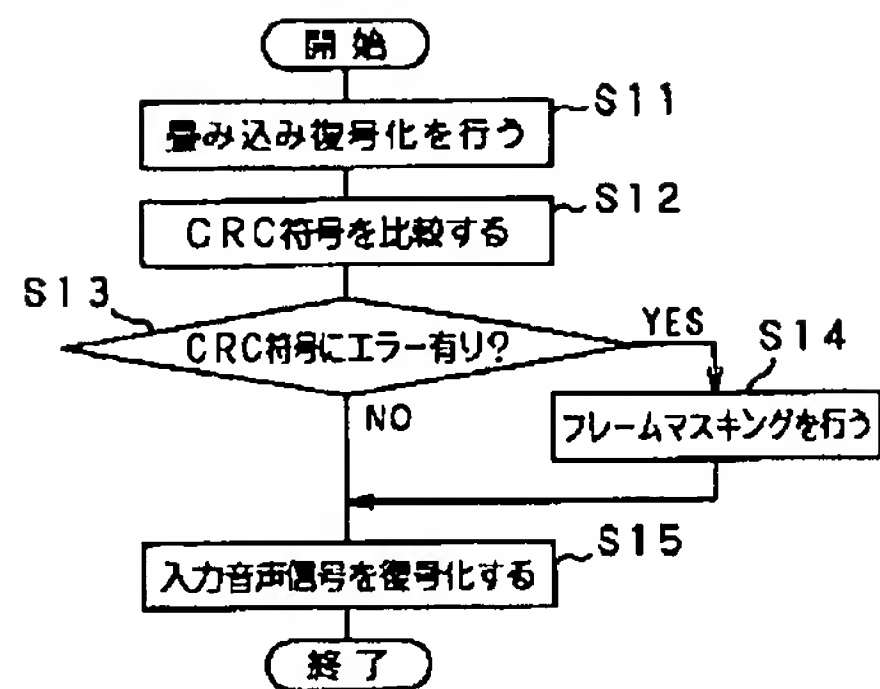 開始
S11
畳み込み復号化を行う
S12
CRC符号を比較する
S13
CRC符号にエラー有り?
YES
S14
NO
フレームマスキングを行う
S15
入力音声信号を復号化する
終了